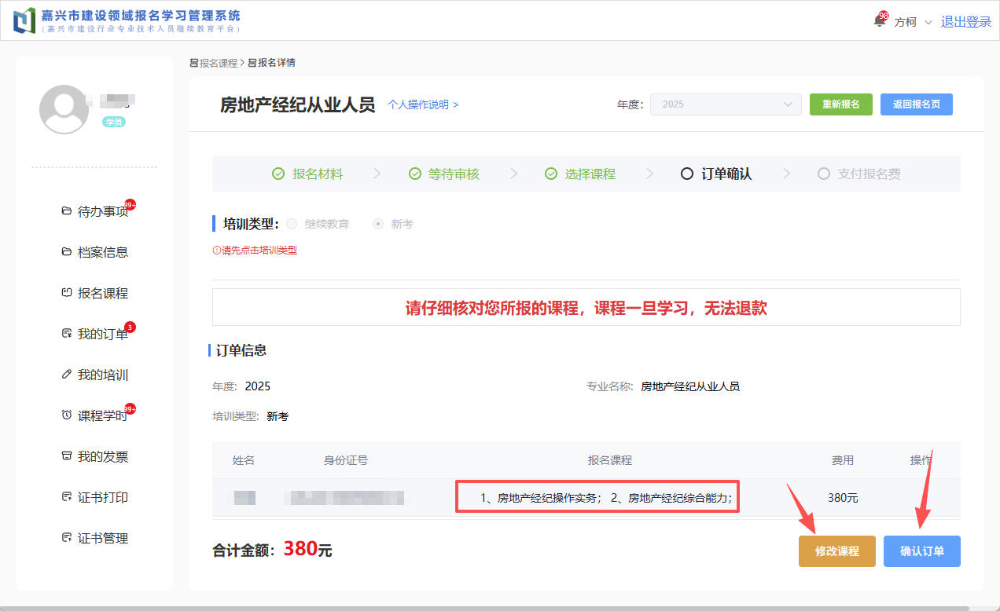 嘉兴市建设领域报名学习管理系统
(嘉兴市建设行业专业技术人员继续教育平台)
98
方柯
退出登录
学员
待办事项 99+
档案信息
报名课程
我的订单 3
我的培训
课程学时 99+
我的发票
证书打印
证书管理
吕报名课程 > 吕报名详情
房地产经纪从业人员 个人操作说明 >
年度: 2025 重新报名 返回报名页
报名材料 等待审核 选择课程 订单确认 支付报名费
培训类型: 继续教育 新考
请先点击培训类型
请仔细核对您所报的课程，课程一旦学习，无法退款
订单信息
年度: 2025 专业名称: 房地产经纪从业人员
培训类型: 新考
姓名 身份证号 报名课程 费用 操作
1、房地产经纪操作实务； 2、房地产经纪综合能力； 380元
合计金额: 380元
修改课程 确认订单